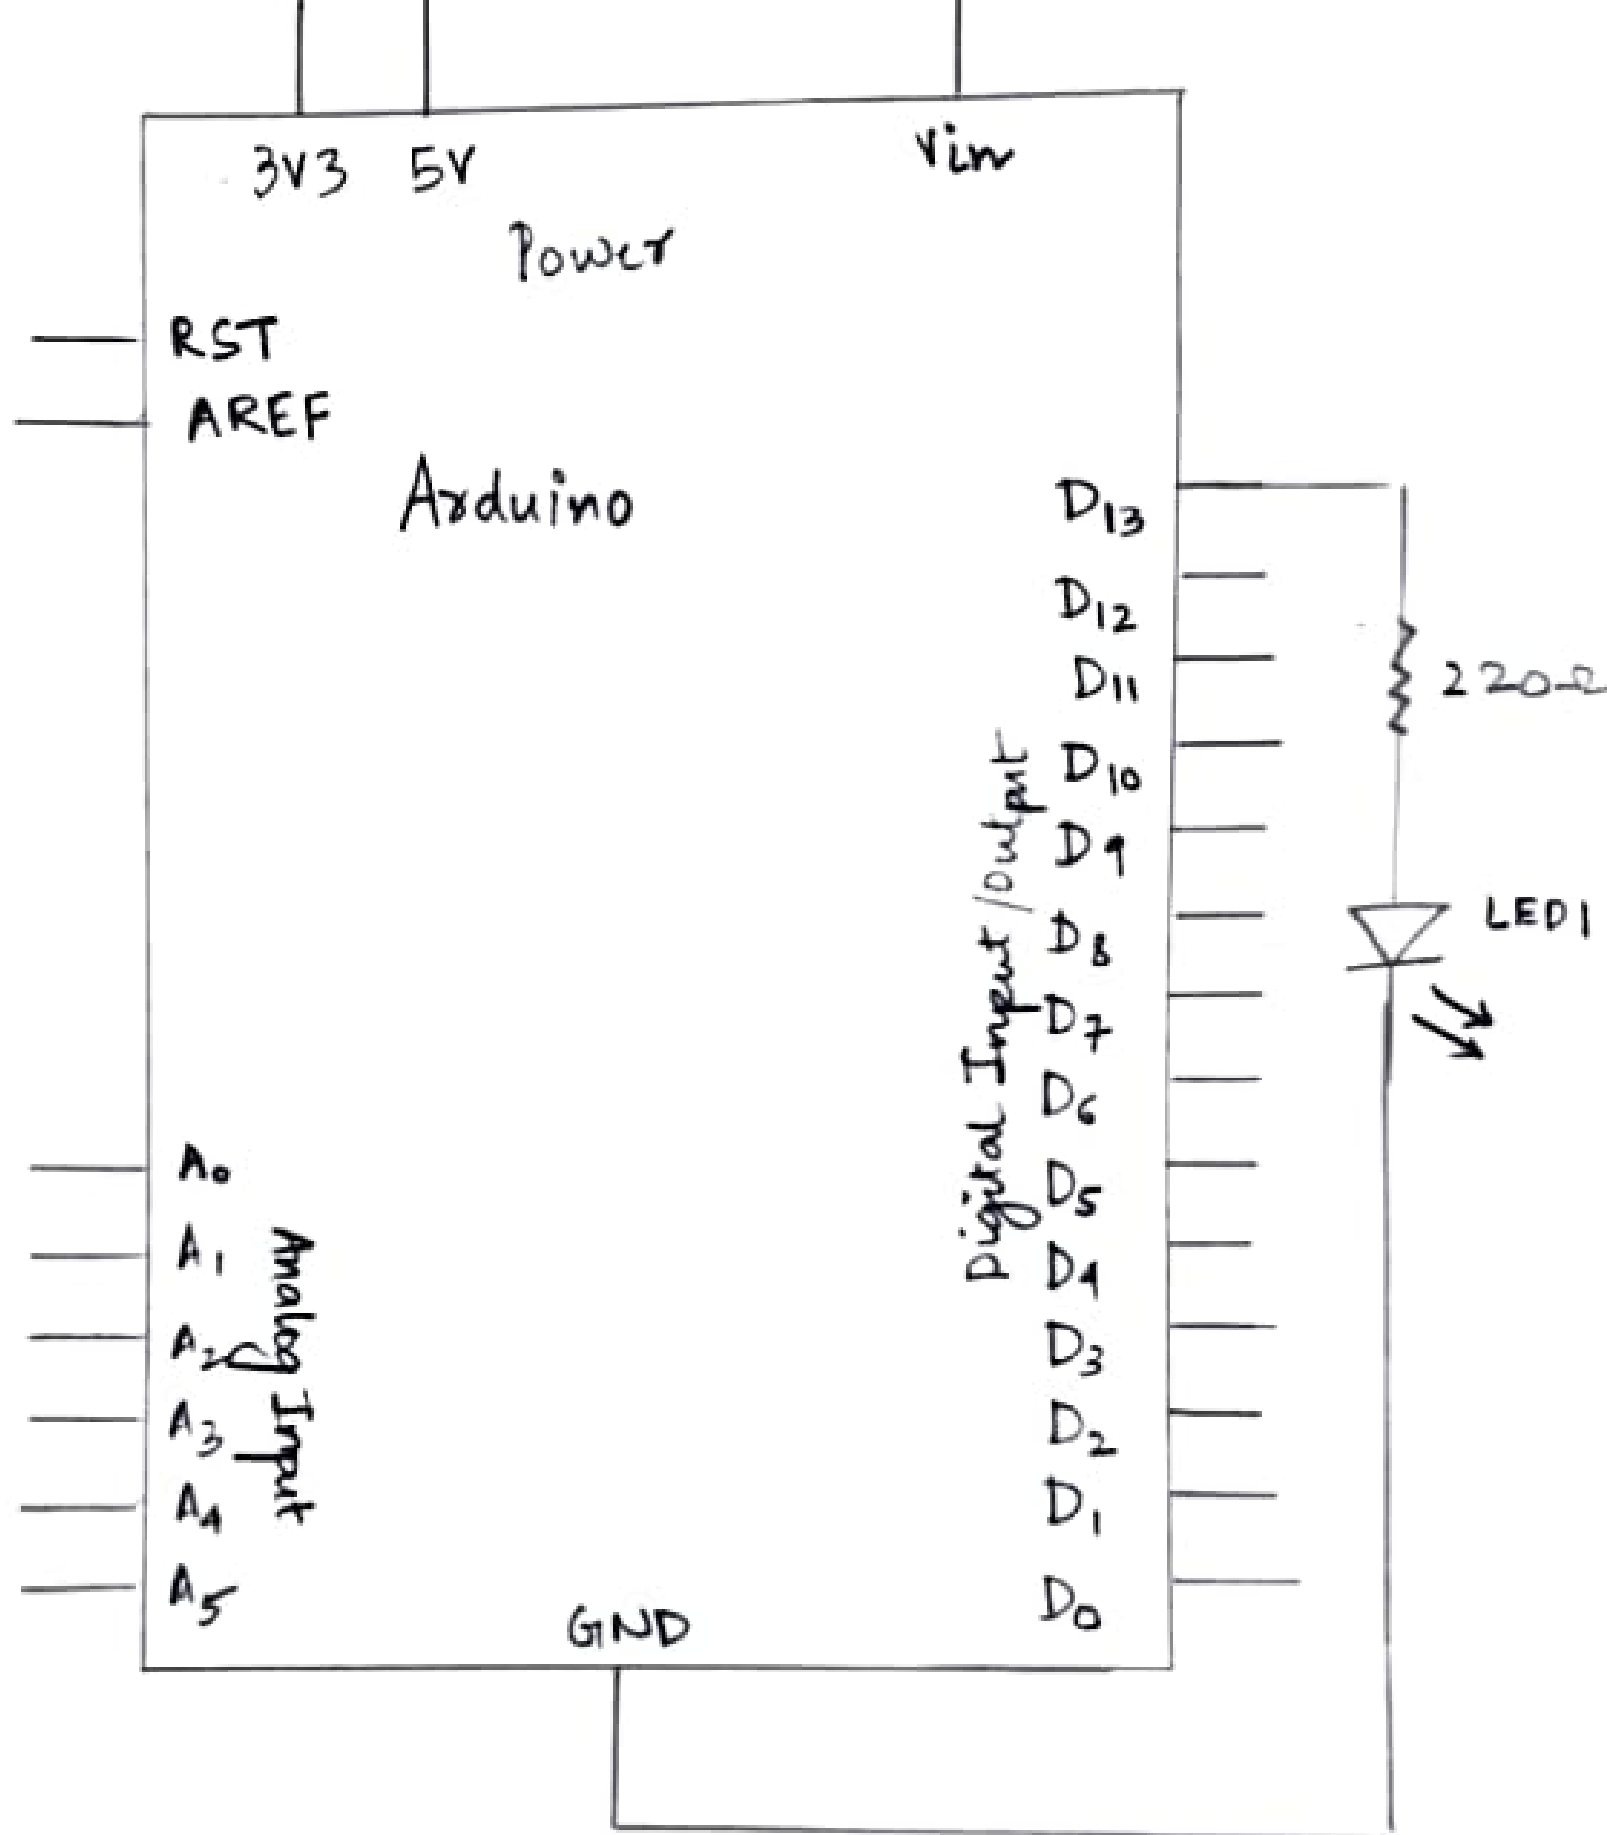 3V3 5V Vin
Power
RST
AREF
Arduino
D13
D12
D11
220Ω
D10
D9
LED1
D8
D7
D6
D5
D4
D3
D2
D1
D0
Digital Input/Output
A0
A1
A2
A3
A4
A5
Analog Input
GND